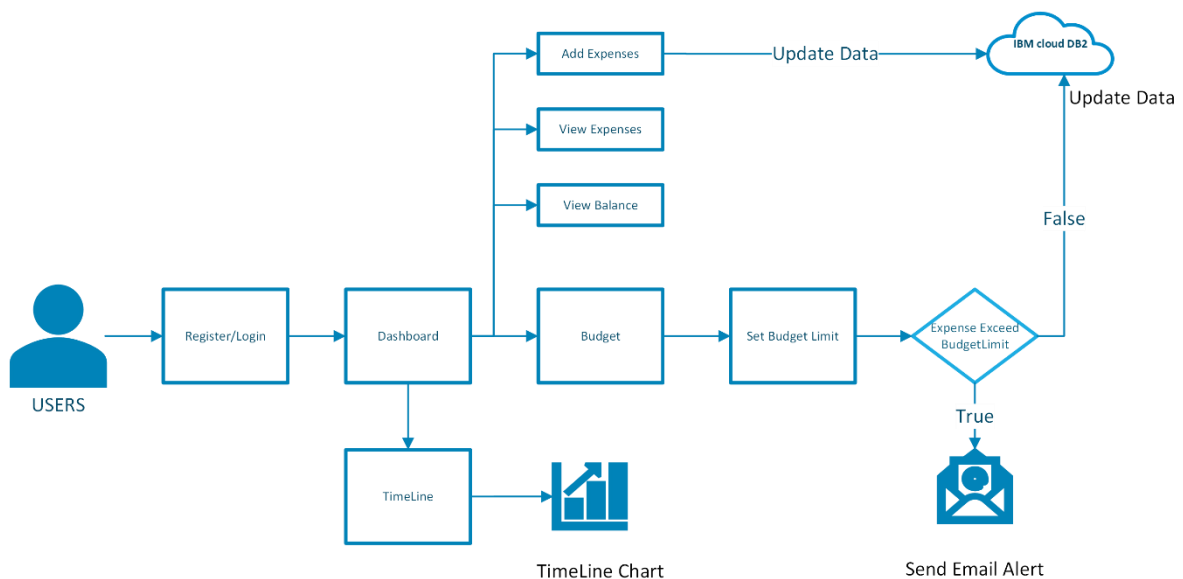 Add Expenses
Update Data
IBM cloud DB2
Update Data
View Expenses
View Balance
False
Register/Login
Dashboard
Budget
Set Budget Limit
Expense Exceed
BudgetLimit
USERS
True
TimeLine
TimeLine Chart
Send Email Alert